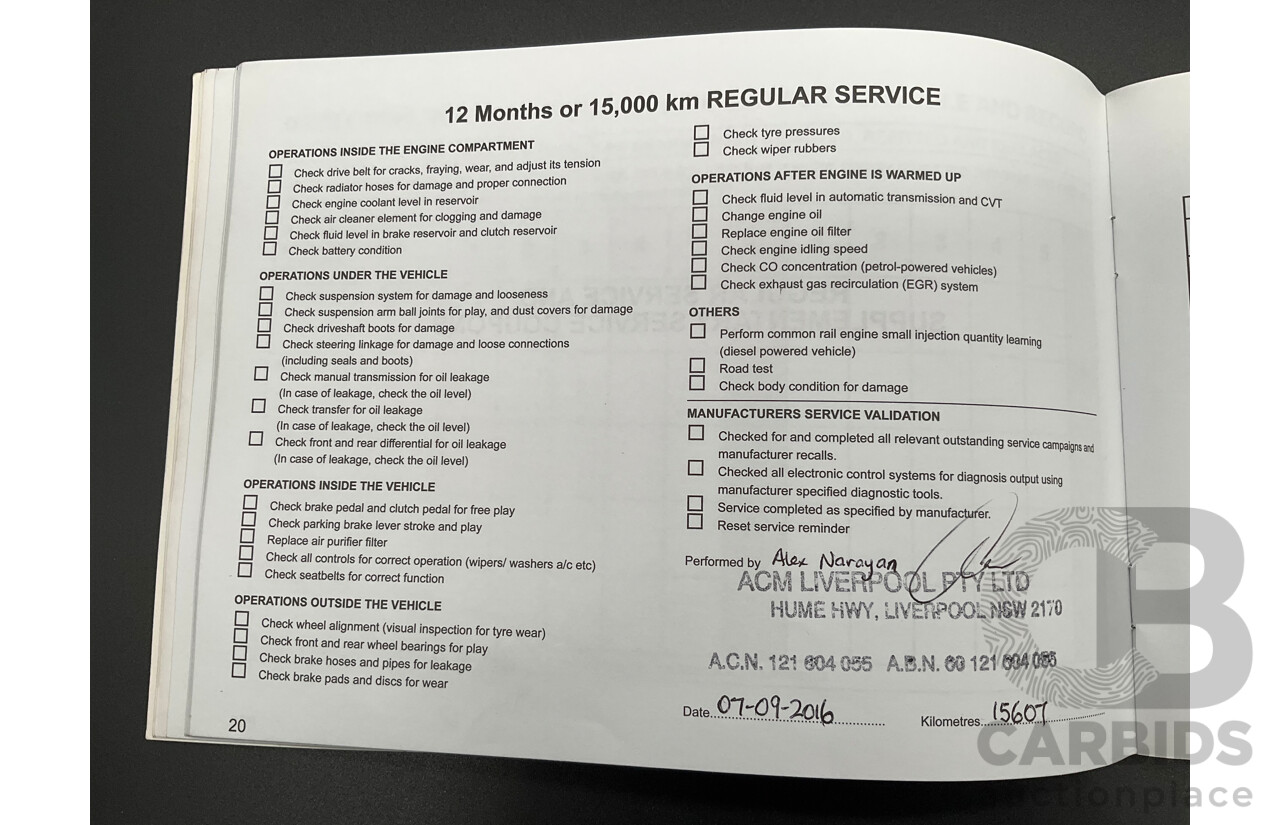 12 Months or 15,000 km REGULAR SERVICE
OPERATIONS INSIDE THE ENGINE COMPARTMENT
Check drive belt for cracks, fraying, wear, and adjust its tension
Check radiator hoses for damage and proper connection
Check engine coolant level in reservoir
Check air cleaner element for clogging and damage
Check fluid level in brake reservoir and clutch reservoir
Check battery condition
OPERATIONS UNDER THE VEHICLE
Check suspension system for damage and looseness
Check suspension arm ball joints for play, and dust covers for damage
Check driveshaft boots for damage
Check steering linkage for damage and loose connections
(including seals and boots)
Check manual transmission for oil leakage
(In case of leakage, check the oil level)
Check transfer for oil leakage
(In case of leakage, check the oil level)
Check front and rear differential for oil leakage
(In case of leakage, check the oil level)
OPERATIONS INSIDE THE VEHICLE
Check brake pedal and clutch pedal for free play
Check parking brake lever stroke and play
Replace air purifier filter
Check all controls for correct operation (wipers/ washers a/c etc)
Check seatbelts for correct function
OPERATIONS OUTSIDE THE VEHICLE
Check wheel alignment (visual inspection for tyre wear)
Check front and rear wheel bearings for play
Check brake hoses and pipes for leakage
Check brake pads and discs for wear
20
Check tyre pressures
Check wiper rubbers
OPERATIONS AFTER ENGINE IS WARMED UP
Check fluid level in automatic transmission and CVT
Change engine oil
Replace engine oil filter
Check engine idling speed
Check CO concentration (petrol-powered vehicles)
Check exhaust gas recirculation (EGR) system
OTHERS
Perform common rail engine small injection quantity learning
(diesel powered vehicle)
Road test
Check body condition for damage
MANUFACTURERS SERVICE VALIDATION
Checked for and completed all relevant outstanding service campaigns and
manufacturer recalls.
Checked all electronic control systems for diagnosis output using
manufacturer specified diagnostic tools.
Service completed as specified by manufacturer.
Reset service reminder
Performed by Alex Narayan
ACM LIVERPOOL PTY LTD
HUME HWY, LIVERPOOL NSW 2170
A.C.N. 121 604 055 A.B.N. 60 121 604 055
Date 07-09-2016 Kilometres 15607
CARBIDS
auctionplace